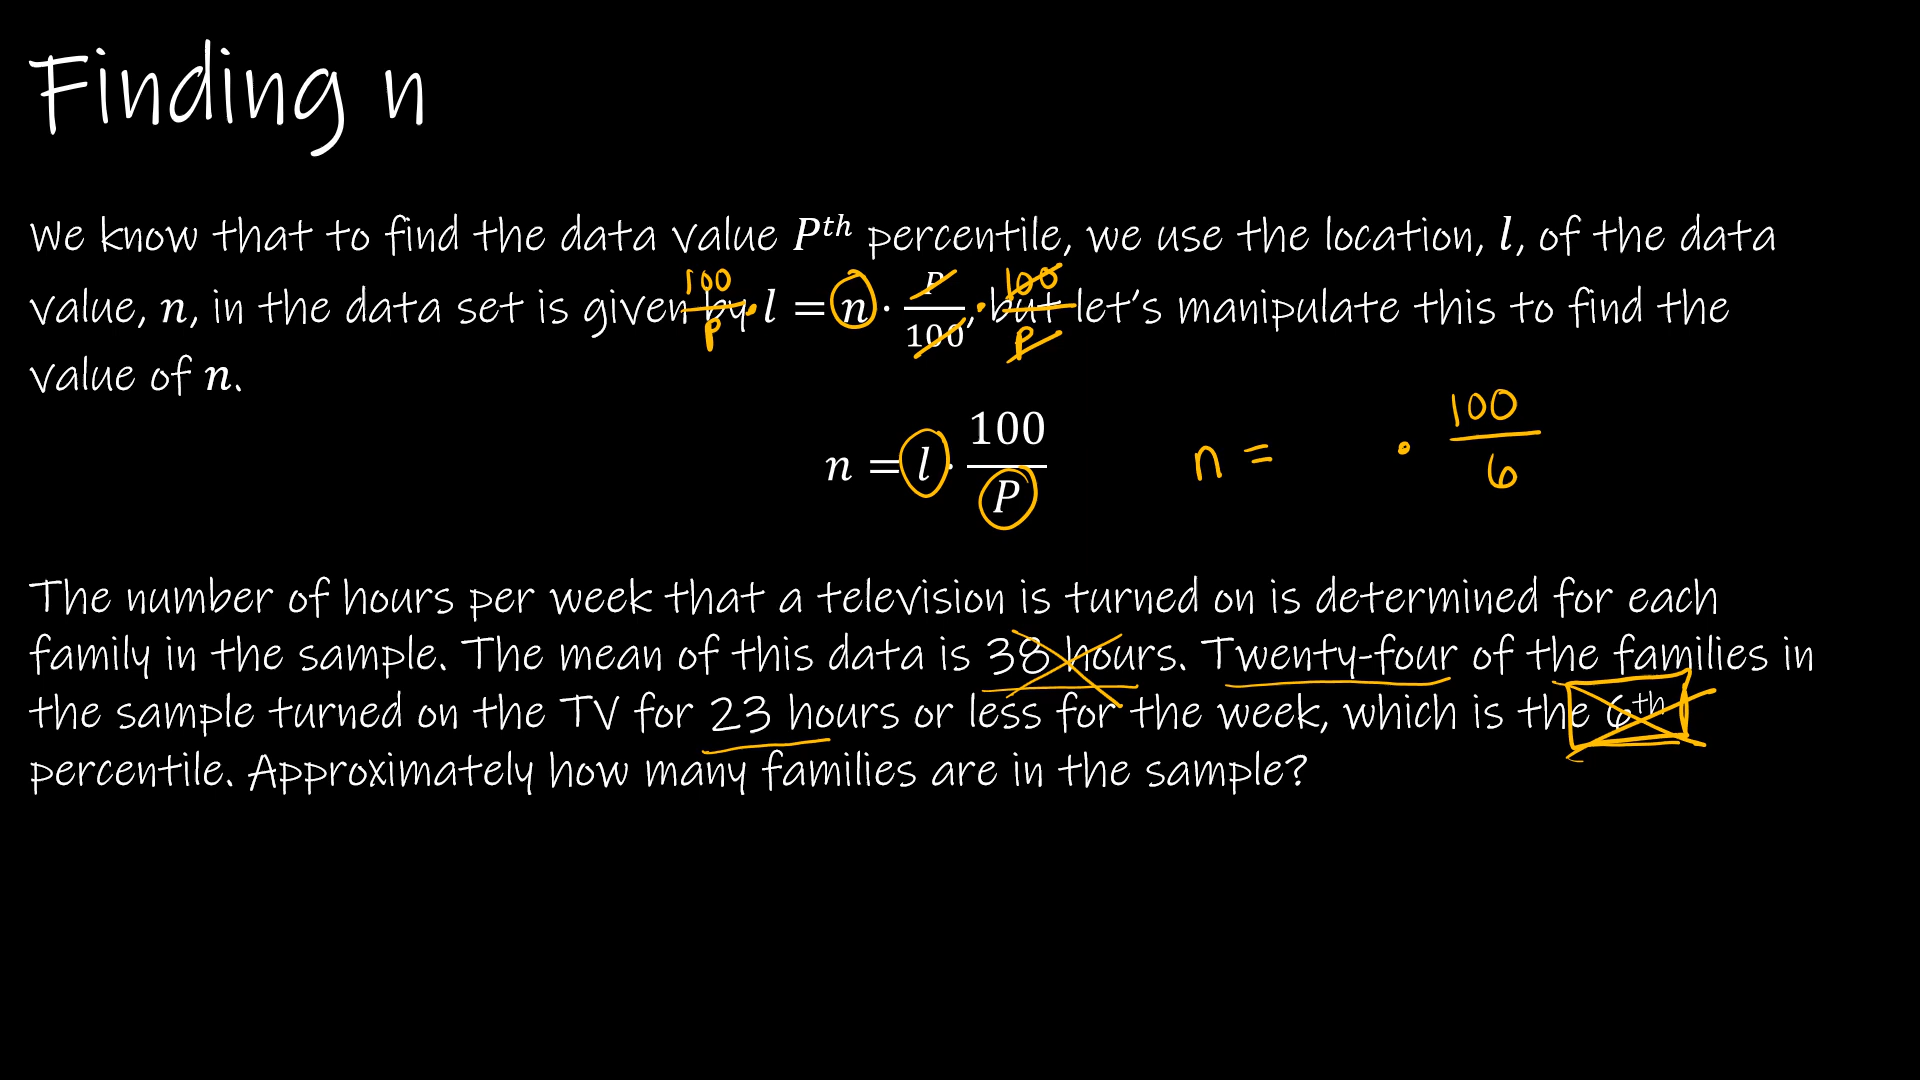 Finding n
We know that to find the data value Pᵗʰ percentile, we use the location, l, of the data
value, n, in the data set is given by 100/P · l = n · P/100, · 100/P but let's manipulate this to find the
value of n.
n = l · 100/P    n =    · 100/6
The number of hours per week that a television is turned on is determined for each
family in the sample. The mean of this data is 38 hours. Twenty-four of the families in
the sample turned on the TV for 23 hours or less for the week, which is the 6th
percentile. Approximately how many families are in the sample?